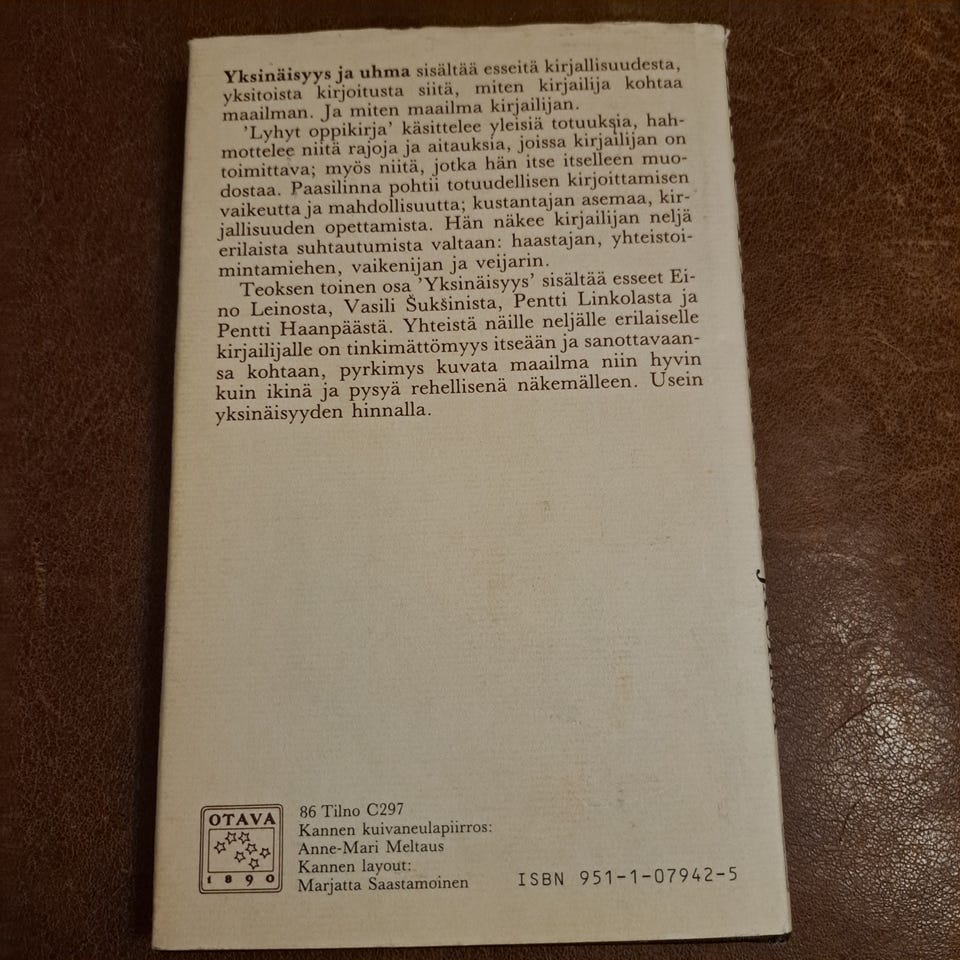 Yksinäisyys ja uhma sisältää esseitä kirjallisuudesta,
yksitoista kirjoitusta siitä, miten kirjailija kohtaa
maailman. Ja miten maailma kirjailijan.
'Lyhyt oppikirja' käsittelee yleisiä totuuksia, hah-
mottelee niitä rajoja ja aitauksia, joissa kirjailijan on
toimittava; myös niitä, jotka hän itse itselleen muo-
dostaa. Paasilinna pohtii totuudellisen kirjoittamisen
vaikeutta ja mahdollisuutta; kustantajan asemaa, kir-
jallisuuden opettamista. Hän näkee kirjailijan neljä
erilaista suhtautumista valtaan: haastajan, yhteistoi-
mintamiehen, vaikenijan ja veijarin.
Teoksen toinen osa 'Yksinäisyys' sisältää esseet Ei-
no Leinosta, Vasili Šukšinista, Pentti Linkolasta ja
Pentti Haanpäästä. Yhteistä näille neljälle erilaiselle
kirjailijalle on tinkimättömyys itseään ja sanottavaan-
sa kohtaan, pyrkimys kuvata maailma niin hyvin
kuin ikinä ja pysyä rehellisenä näkemälleen. Usein
yksinäisyyden hinnalla.
OTAVA
1890
86 Tilno C297
Kannen kuivaneulapiirros:
Anne-Mari Meltaus
Kannen layout:
Marjatta Saastamoinen
ISBN 951-1-07942-5